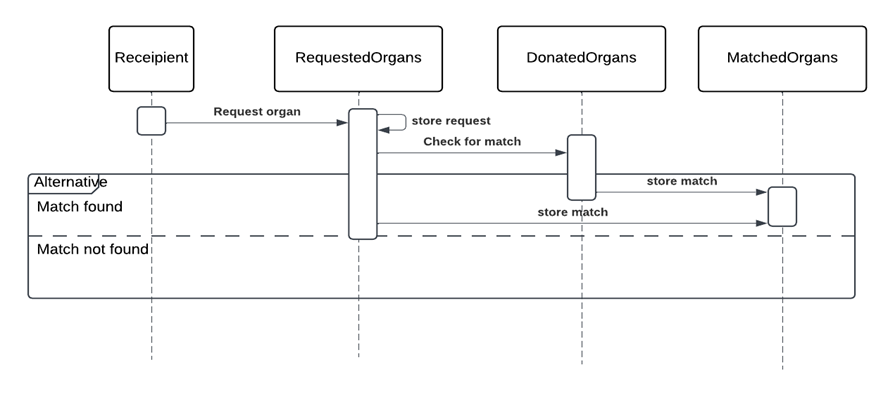 Receipient
RequestedOrgans
DonatedOrgans
MatchedOrgans
Request organ
store request
Check for match
Alternative
store match
Match found
store match
Match not found